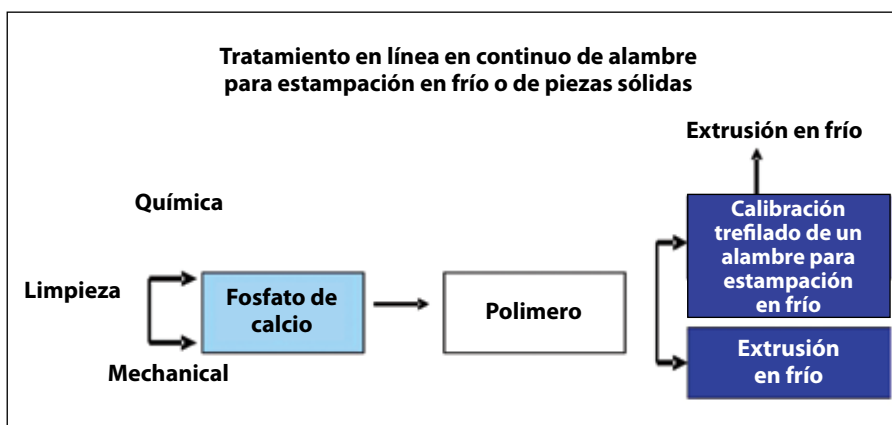 Tratamiento en línea en continuo de alambre
para estampación en frío o de piezas sólidas
Extrusión en frío
Química
Limpieza
Mechanical
Fosfato de
calcio
Polimero
Calibración
trefilado de un
alambre para
estampación
en frío
Extrusión
en frío